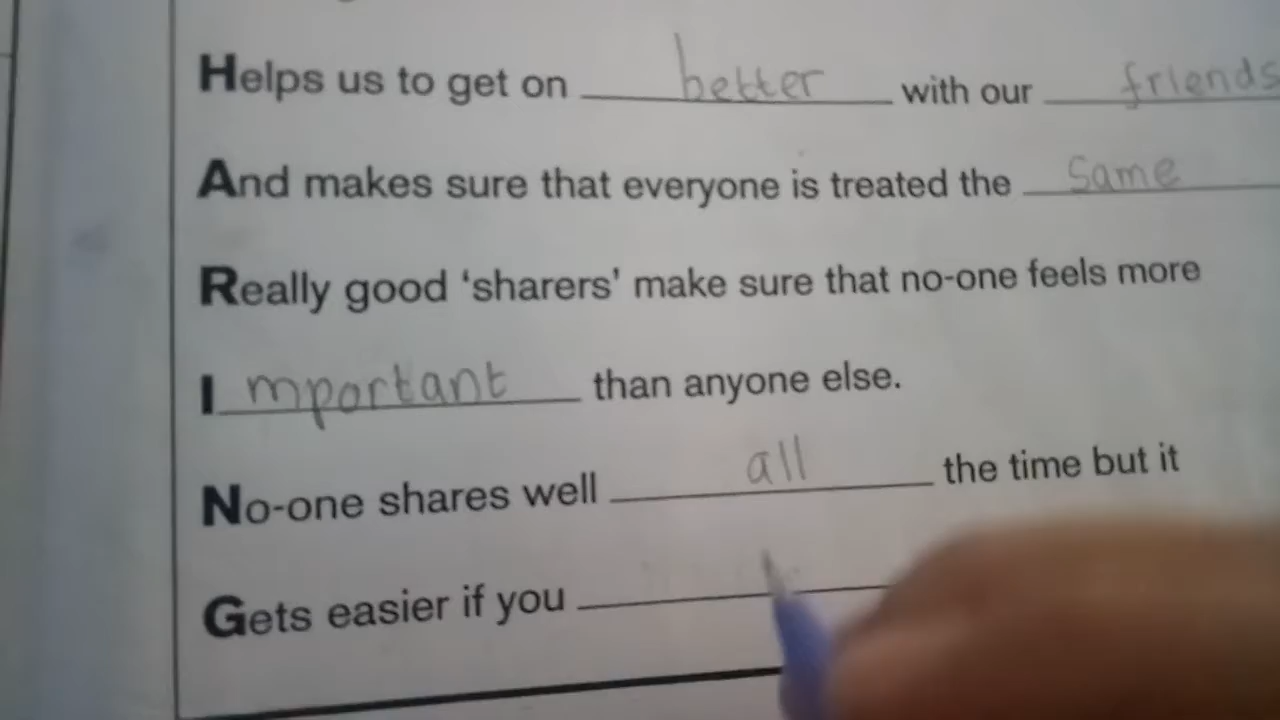 Helps us to get on better with our friends
And makes sure that everyone is treated the same
Really good 'sharers' make sure that no-one feels more
Important than anyone else.
No-one shares well all the time but it
Gets easier if you